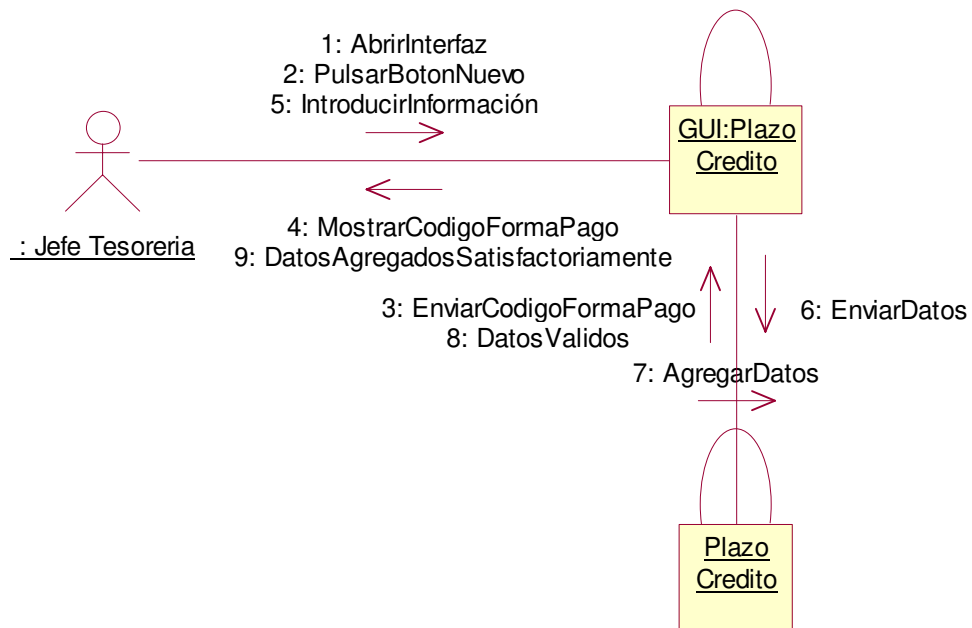 1: AbrirInterfaz
2: PulsarBotonNuevo
5: IntroducirInformación
GUI:Plazo
Credito
: Jefe Tesoreria
4: MostrarCodigoFormaPago
9: DatosAgregadosSatisfactoriamente
3: EnviarCodigoFormaPago
8: DatosValidos
6: EnviarDatos
7: AgregarDatos
Plazo
Credito